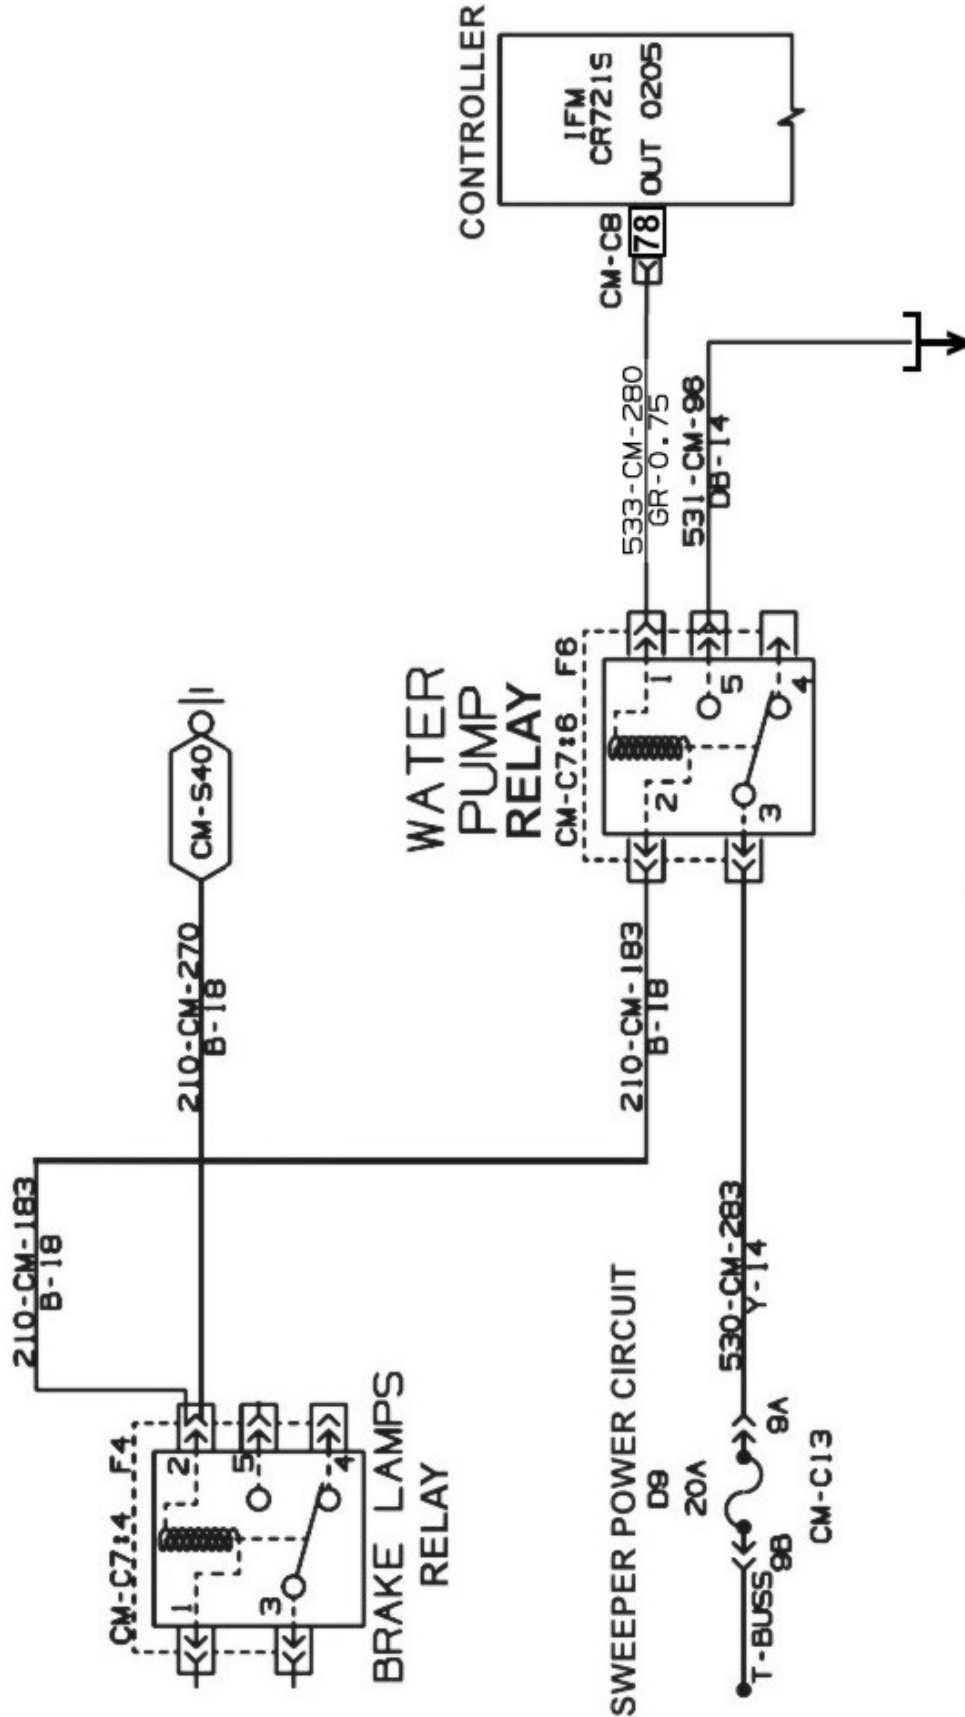 CONTROLLER
IFM
CR721S
OUT 0205
CM-C8
78
533-CM-280
GR-0.75
531-CM-98
DB-14
WATER
PUMP
RELAY
CM-C7:6 F6
1
5
4
2
3
CM-S40
210-CM-270
B-18
210-CM-183
B-18
210-CM-183
B-18
CM-C7:4 F4
2
5
4
1
3
BRAKE LAMPS
RELAY
SWEEPER POWER CIRCUIT
D9
20A
530-CM-283
Y-14
9A
9B
CM-C13
T-BUSS